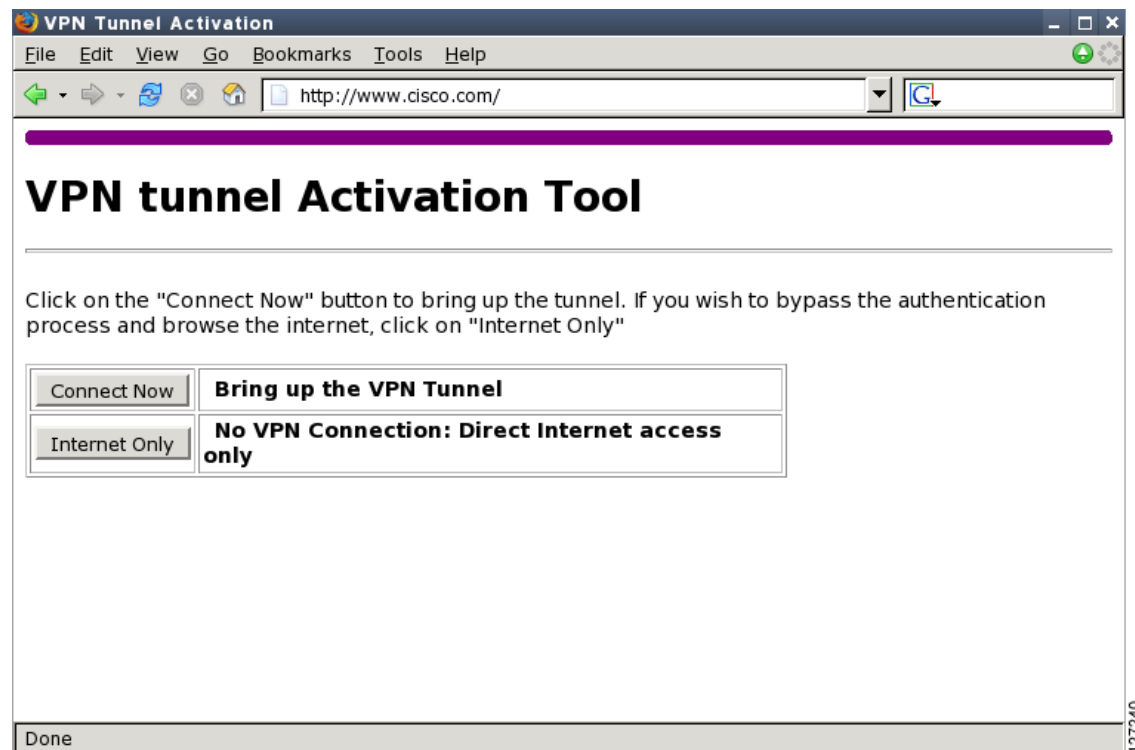 VPN Tunnel Activation
File Edit View Go Bookmarks Tools Help
http://www.cisco.com/
G
VPN tunnel Activation Tool
Click on the "Connect Now" button to bring up the tunnel. If you wish to bypass the authentication
process and browse the internet, click on "Internet Only"
Connect Now Bring up the VPN Tunnel
Internet Only No VPN Connection: Direct Internet access
only
Done